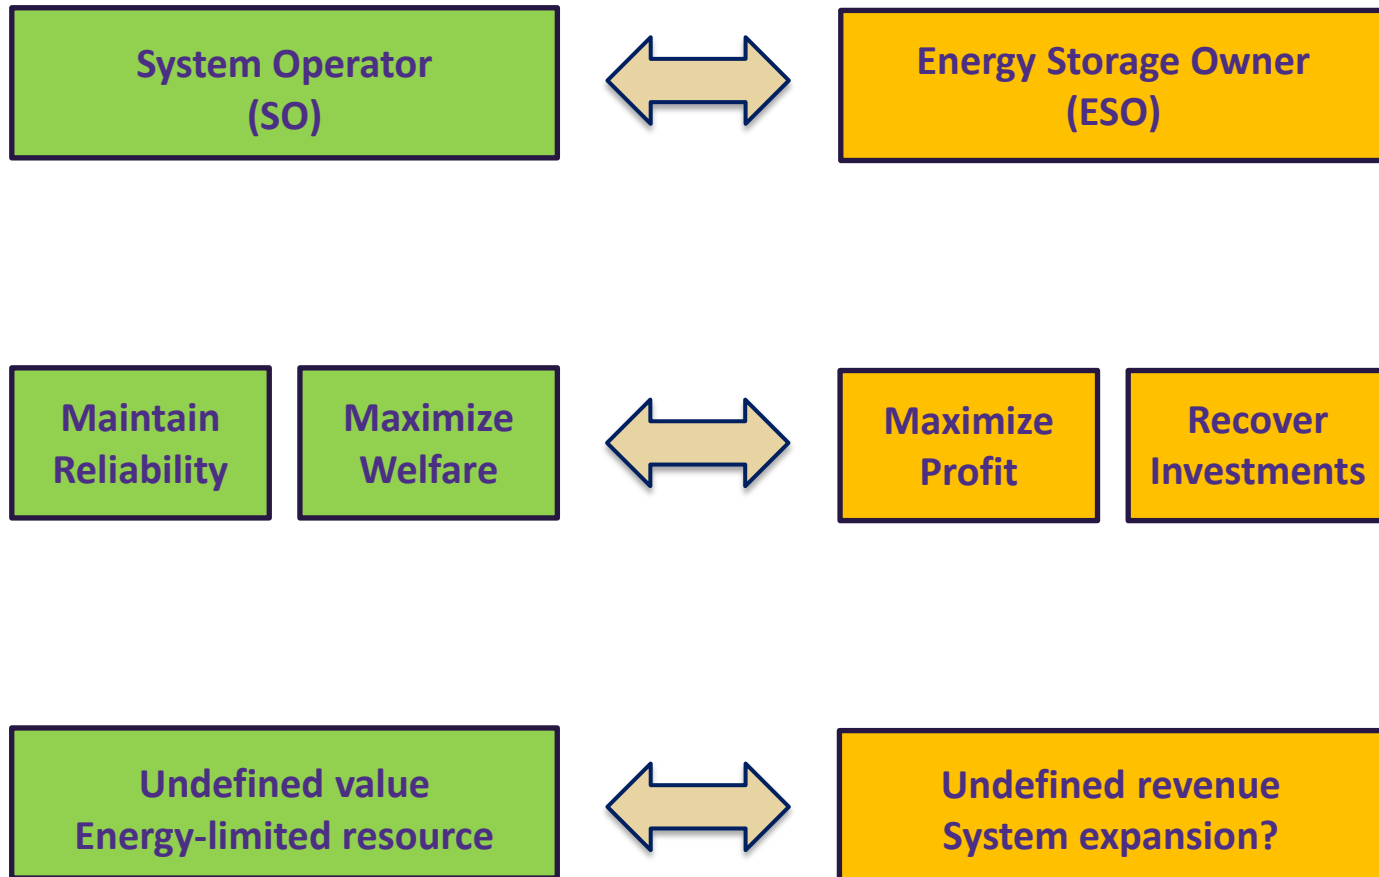 System Operator
(SO)
Energy Storage Owner
(ESO)
Maintain
Reliability
Maximize
Welfare
Maximize
Profit
Recover
Investments
Undefined value
Energy-limited resource
Undefined revenue
System expansion?